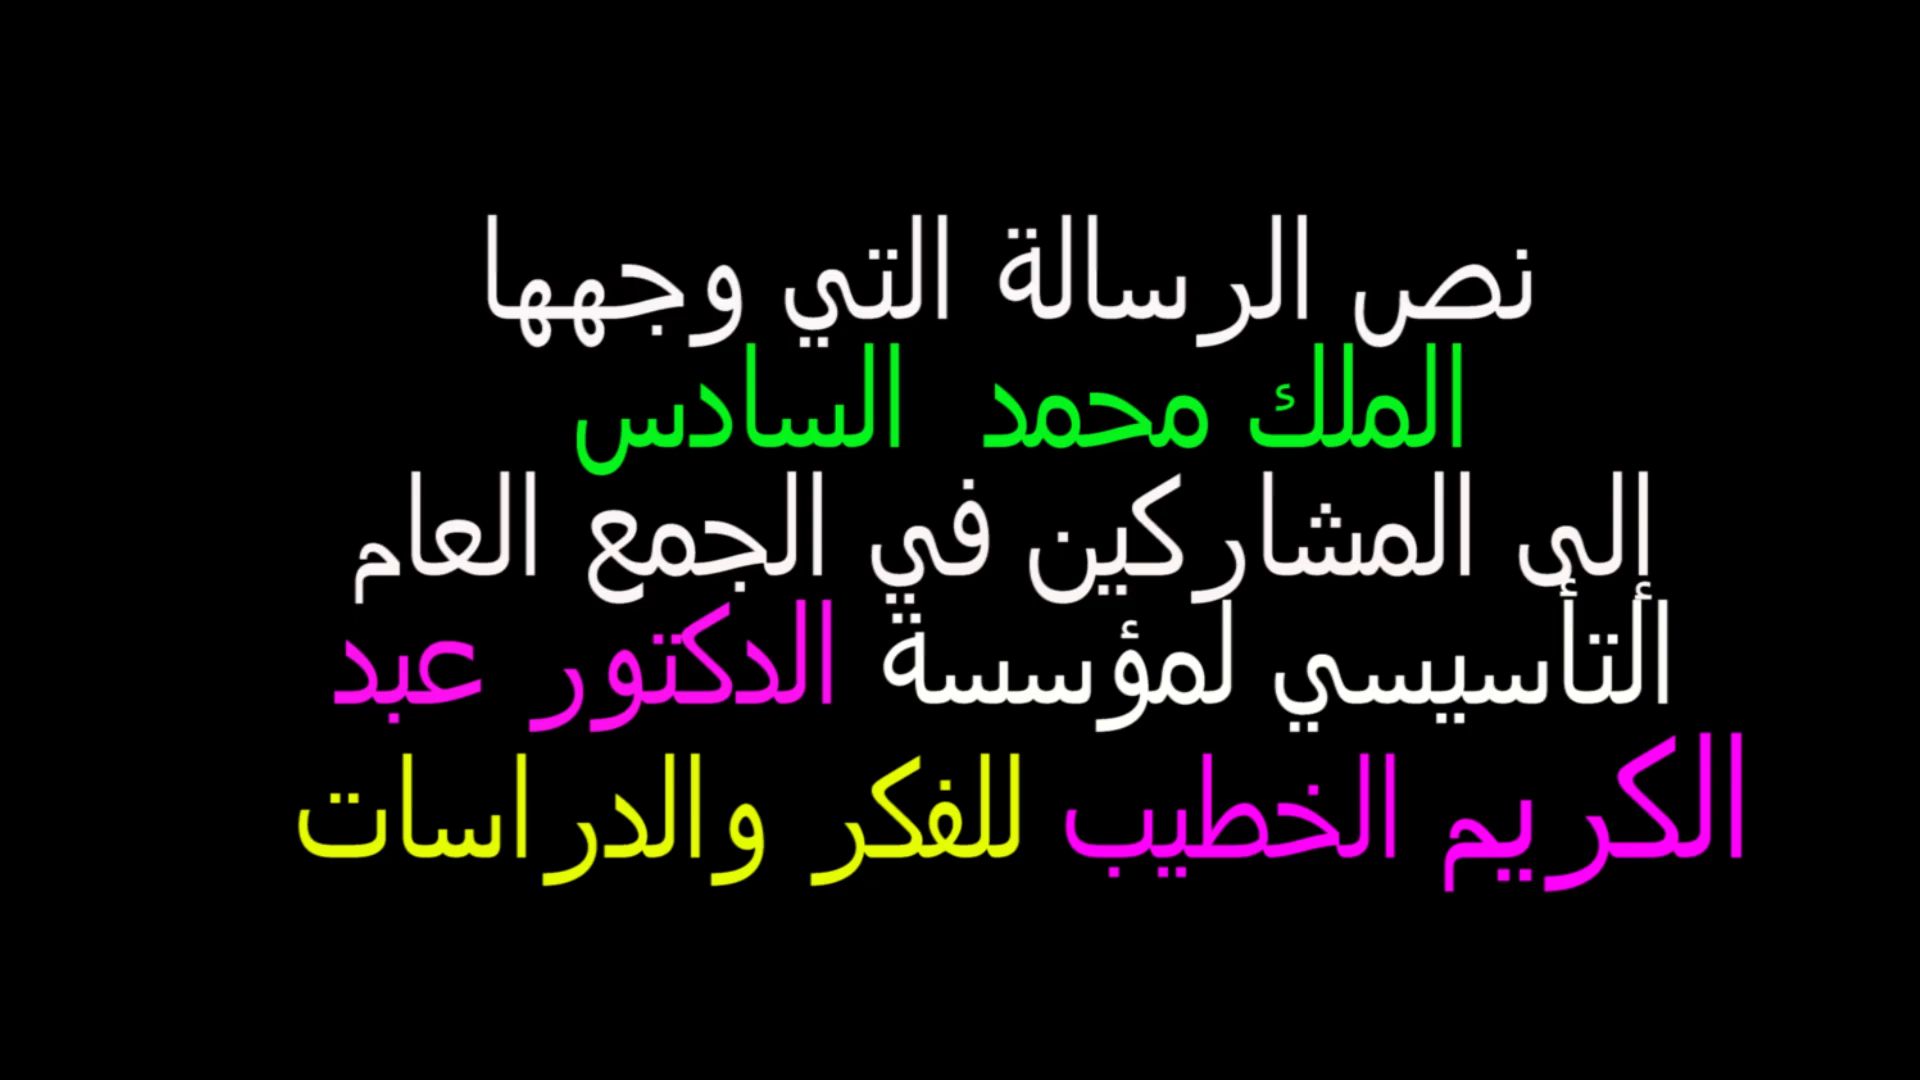 نص الرسالة التي وجهها
الملك محمد السادس
إلى المشاركين في الجمع العام
التأسيسي لمؤسسة الدكتور عبد
الكريم الخطيب للفكر والدراسات